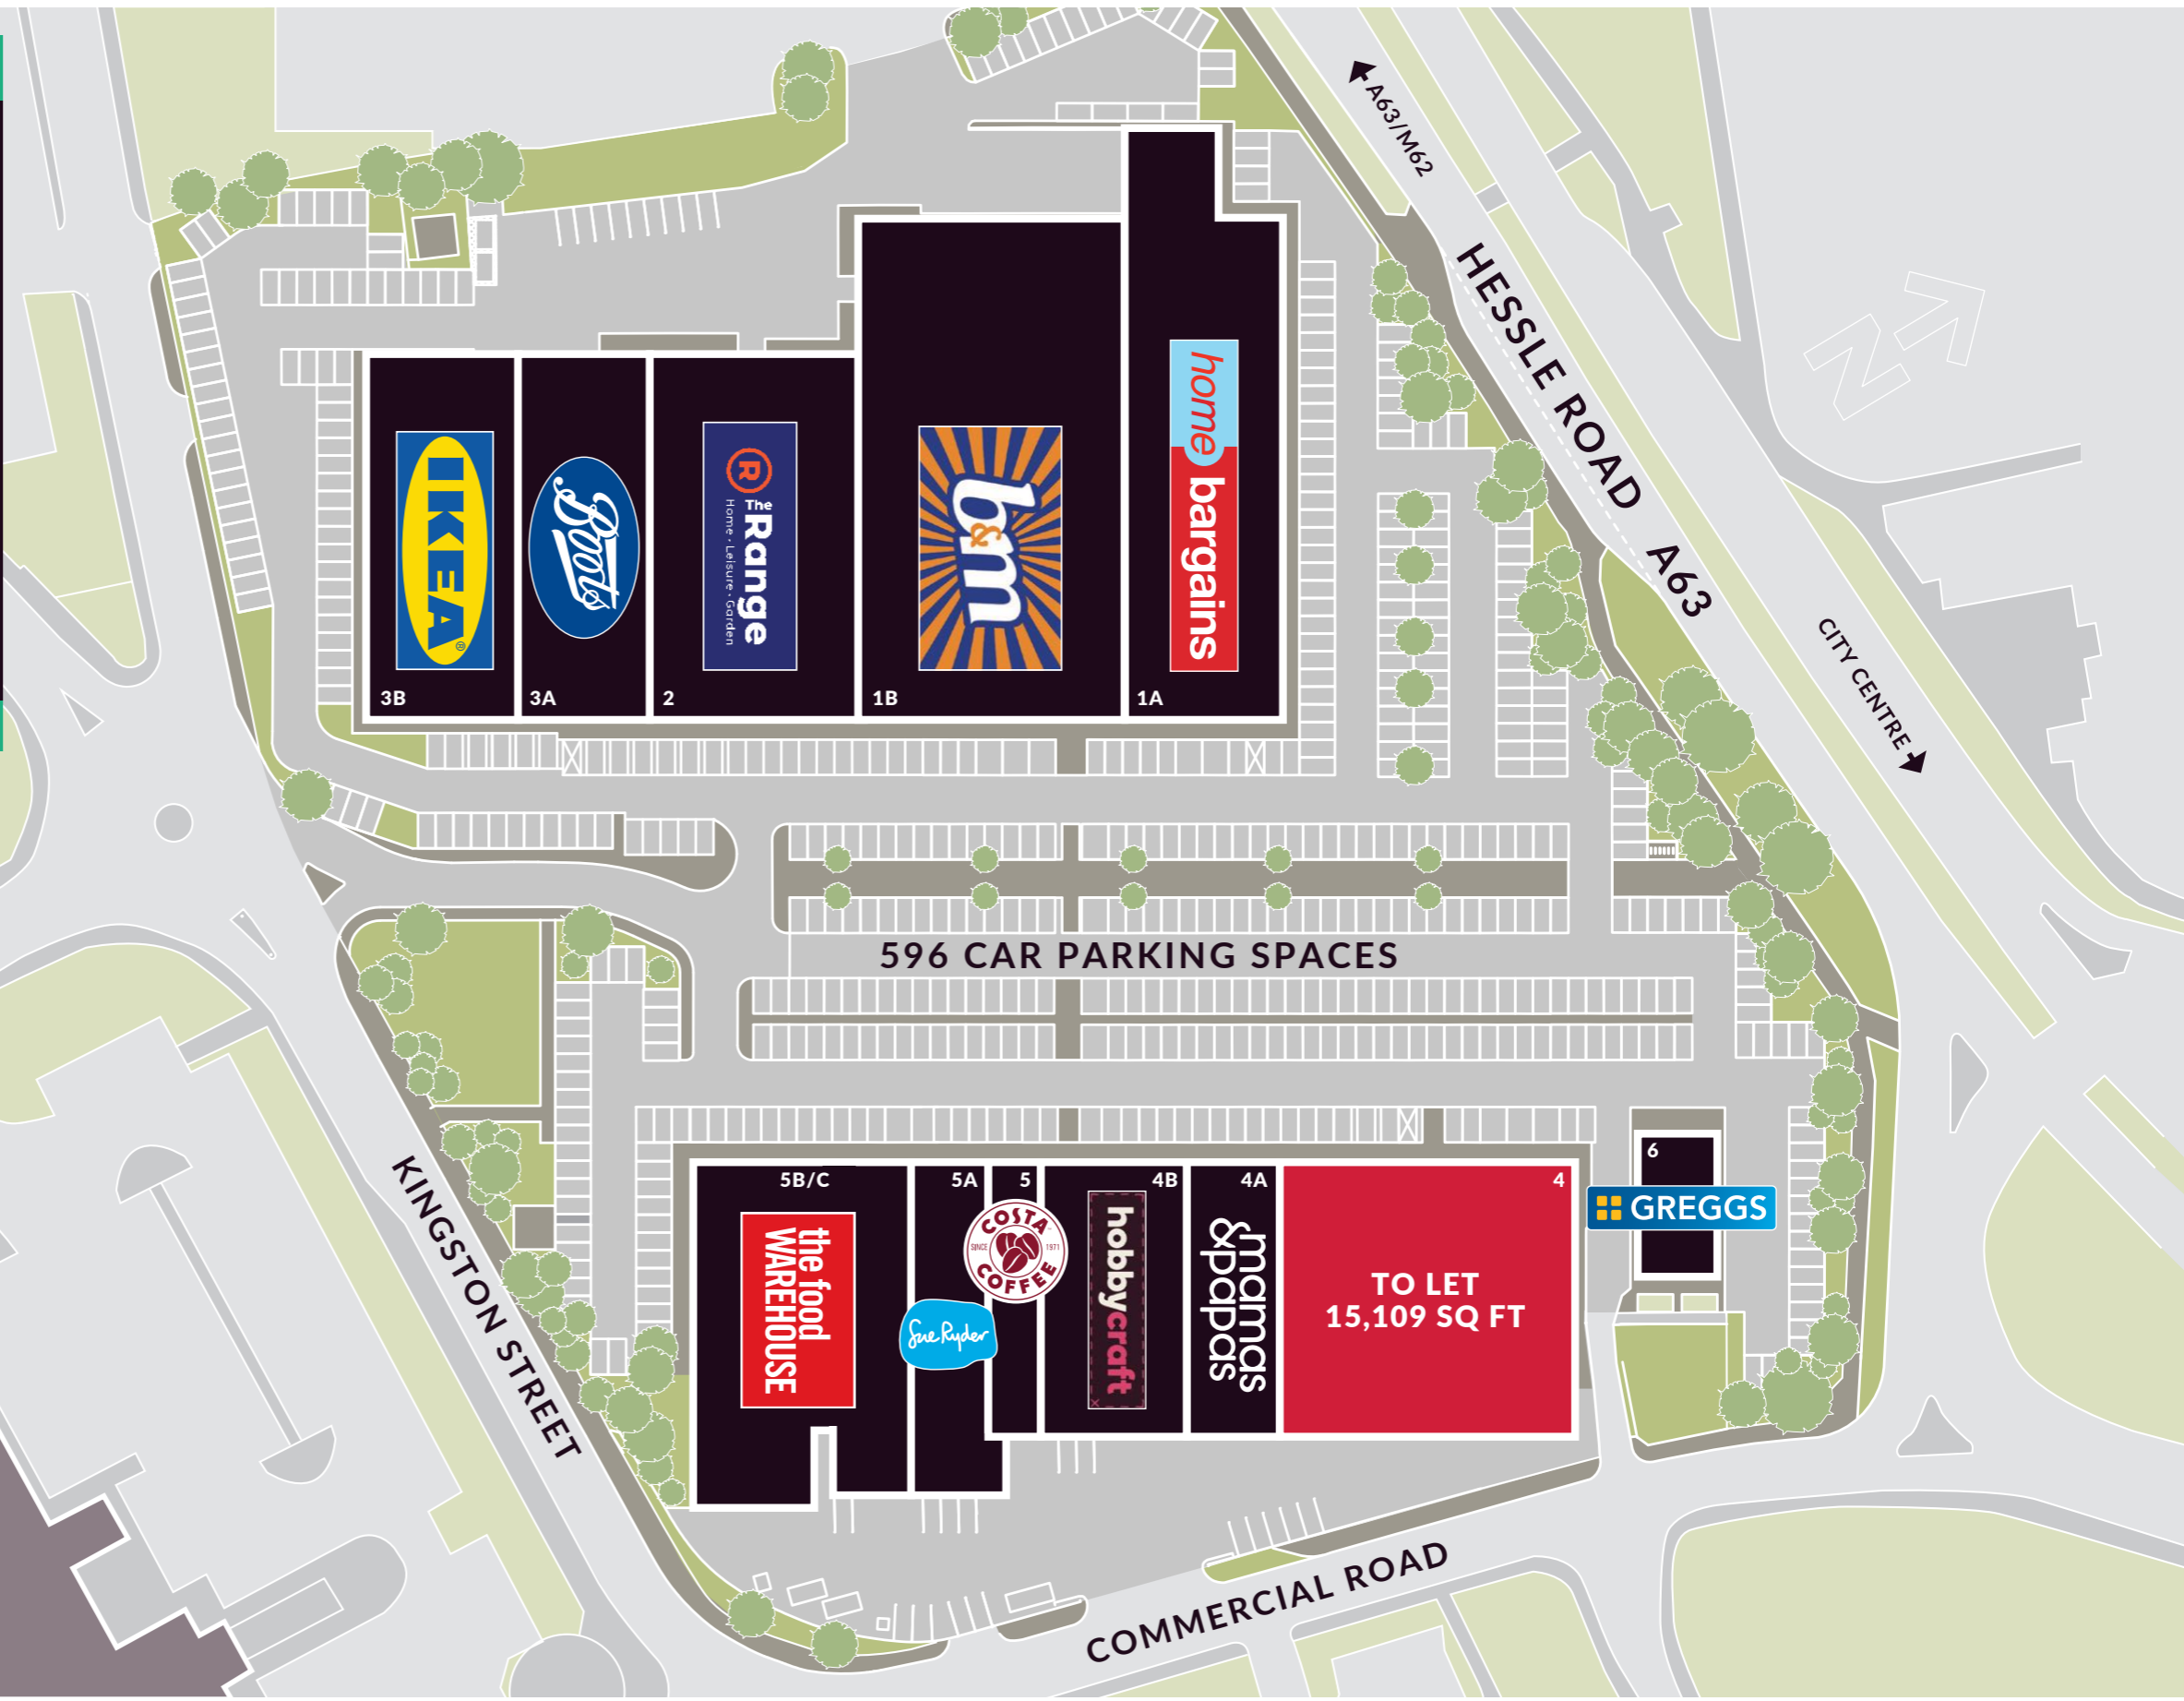 A63/M62
HESSLE ROAD
A63
CITY CENTRE
N
IKEA®
3B
Boots
3A
R
The
Range
Home · Leisure · Garden
2
b&m
1B
home
bargains
1A
596 CAR PARKING SPACES
5B/C
the food
WAREHOUSE
5A
Sue Ryder
5
COSTA
SINCE 1971
COFFEE
4B
hobbycraft
4A
mamas
&papas
4
TO LET
15,109 SQ FT
6
GREGGS
KINGSTON STREET
COMMERCIAL ROAD